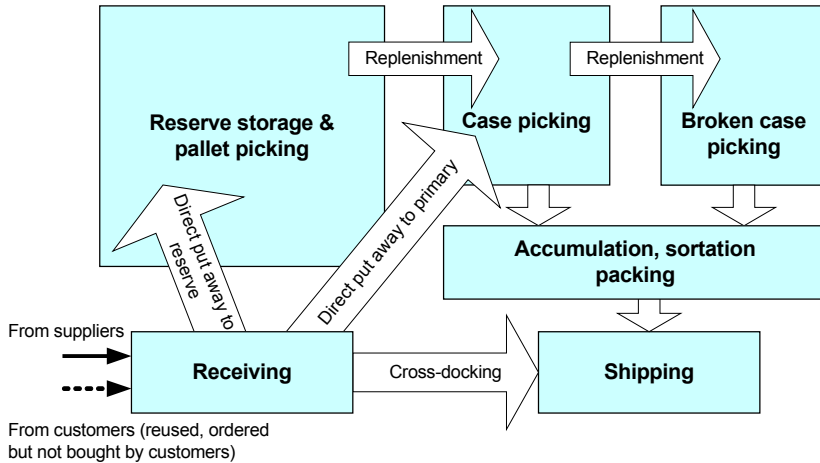 Replenishment
Replenishment
Reserve storage &
pallet picking
Case picking
Broken case
picking
Direct put away to
reserve
Direct put away to primary
Accumulation, sortation
packing
From suppliers
Receiving
Cross-docking
Shipping
From customers (reused, ordered
but not bought by customers)